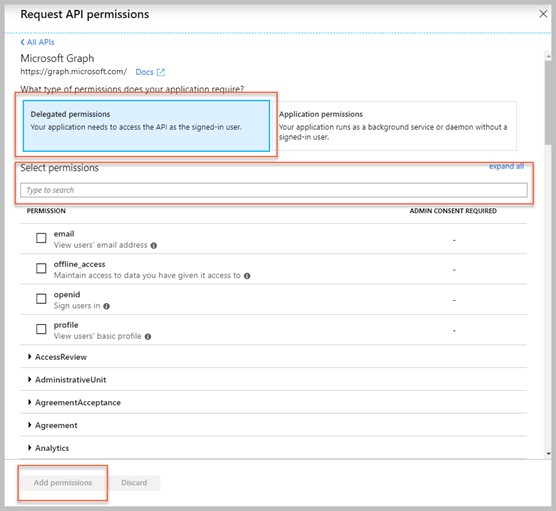 Request API permissions
All APIs
Microsoft Graph
https://graph.microsoft.com/ Docs
What type of permissions does your application require?
Delegated permissions
Your application needs to access the API as the signed-in user.
Application permissions
Your application runs as a background service or daemon without a
signed-in user.
Select permissions
expand all
Type to search
PERMISSION
ADMIN CONSENT REQUIRED
email
View users' email address
-
offline_access
Maintain access to data you have given it access to
-
openid
Sign users in
-
profile
View users' basic profile
-
AccessReview
AdministrativeUnit
AgreementAcceptance
Agreement
Analytics
Add permissions
Discard